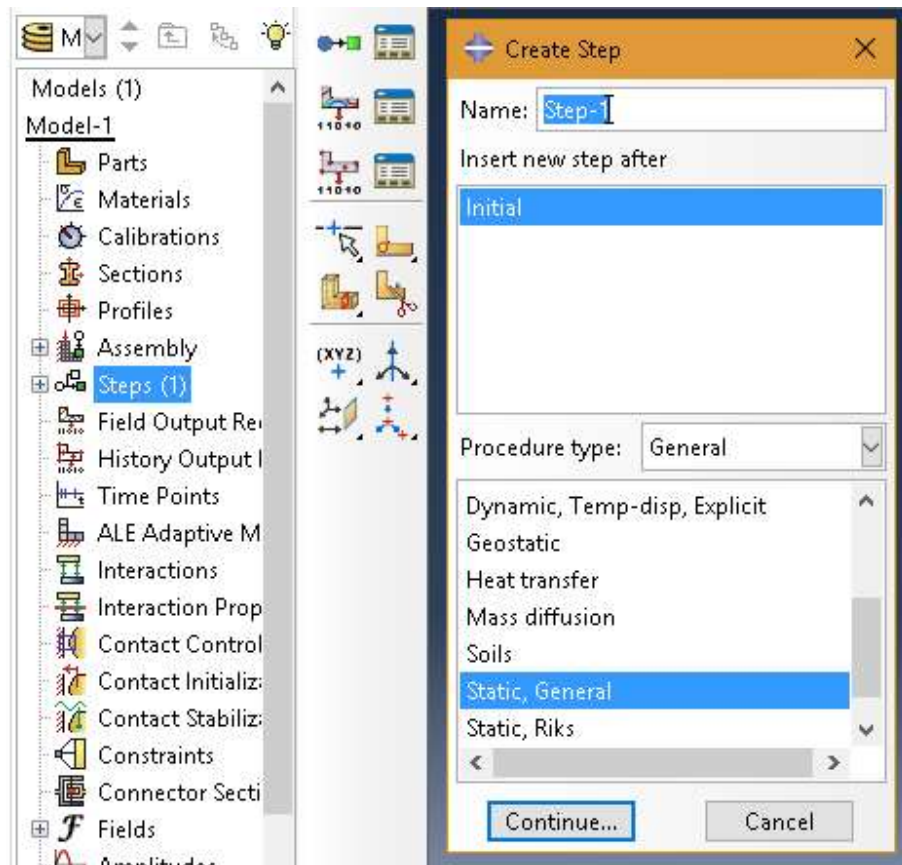 M
Models (1)
Model-1
Parts
Materials
Calibrations
Sections
Profiles
Assembly
Steps (1)
Field Output Re
History Output
Time Points
ALE Adaptive M
Interactions
Interaction Prop
Contact Control
Contact Initializ
Contact Stabiliz
Constraints
Connector Secti
Fields
Amplitudes
(XYZ)
Create Step
Name: Step-1
Insert new step after
Initial
Procedure type: General
Dynamic, Temp-disp, Explicit
Geostatic
Heat transfer
Mass diffusion
Soils
Static, General
Static, Riks
Continue...
Cancel